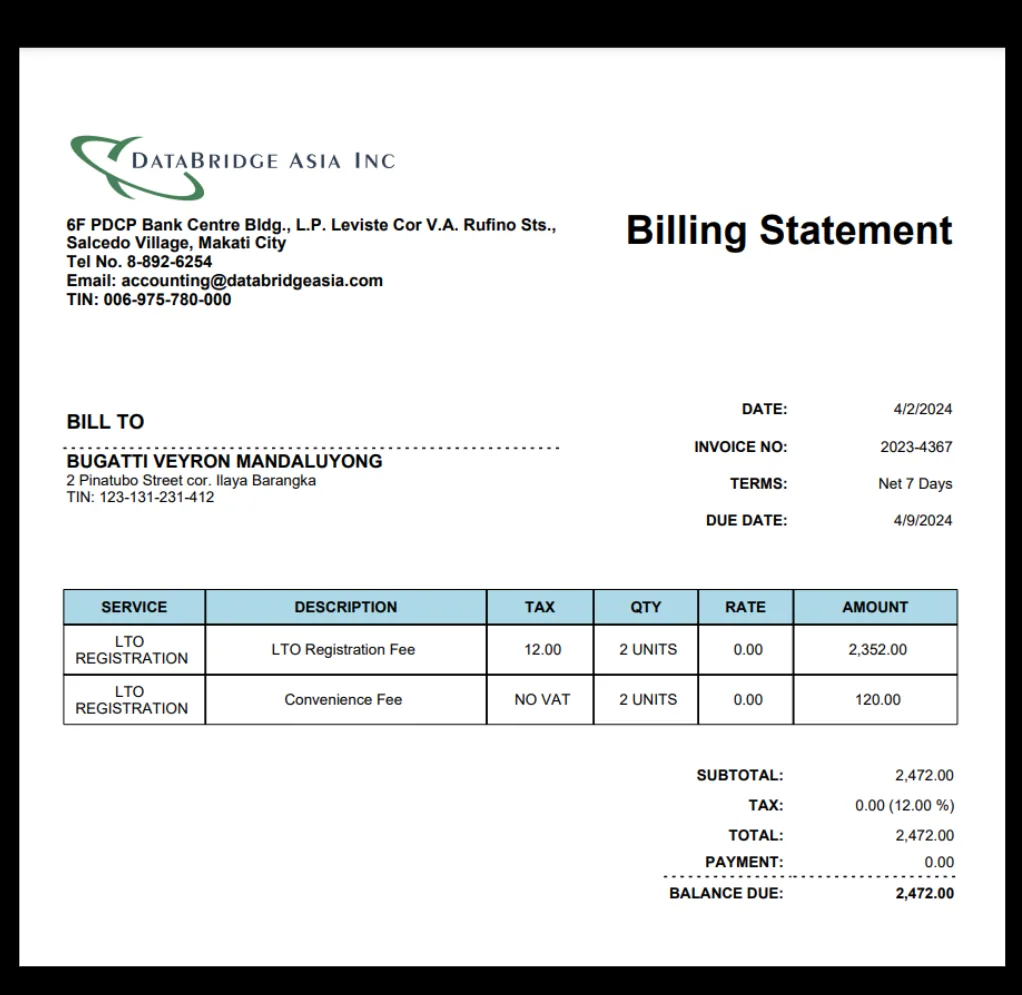 DATABRIDGE ASIA INC
6F PDCP Bank Centre Bldg., L.P. Leviste Cor V.A. Rufino Sts.,
Salcedo Village, Makati City
Tel No. 8-892-6254
Email: accounting@databridgeasia.com
TIN: 006-975-780-000
Billing Statement
BILL TO
BUGATTI VEYRON MANDALUYONG
2 Pinatubo Street cor. Ilaya Barangka
TIN: 123-131-231-412
DATE: 4/2/2024
INVOICE NO: 2023-4367
TERMS: Net 7 Days
DUE DATE: 4/9/2024
SERVICE DESCRIPTION TAX QTY RATE AMOUNT
LTO
REGISTRATION LTO Registration Fee 12.00 2 UNITS 0.00 2,352.00
LTO
REGISTRATION Convenience Fee NO VAT 2 UNITS 0.00 120.00
SUBTOTAL: 2,472.00
TAX: 0.00 (12.00 %)
TOTAL: 2,472.00
PAYMENT: 0.00
BALANCE DUE: 2,472.00